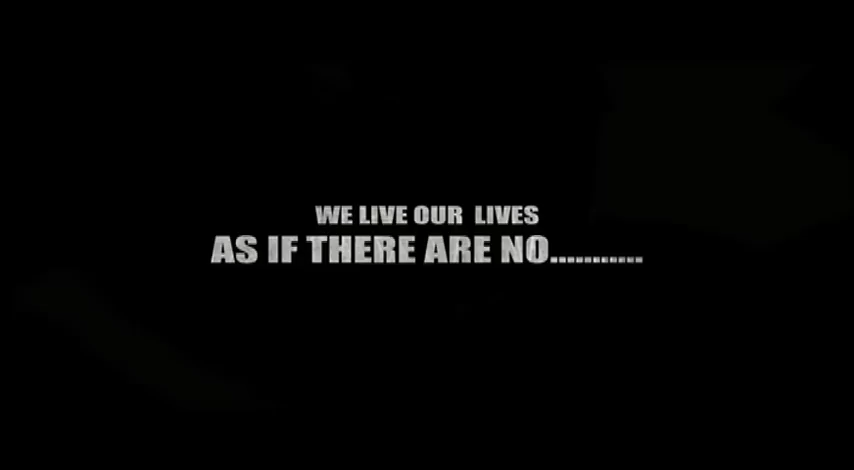 WE LIVE OUR  LIVES
AS IF THERE ARE NO...........